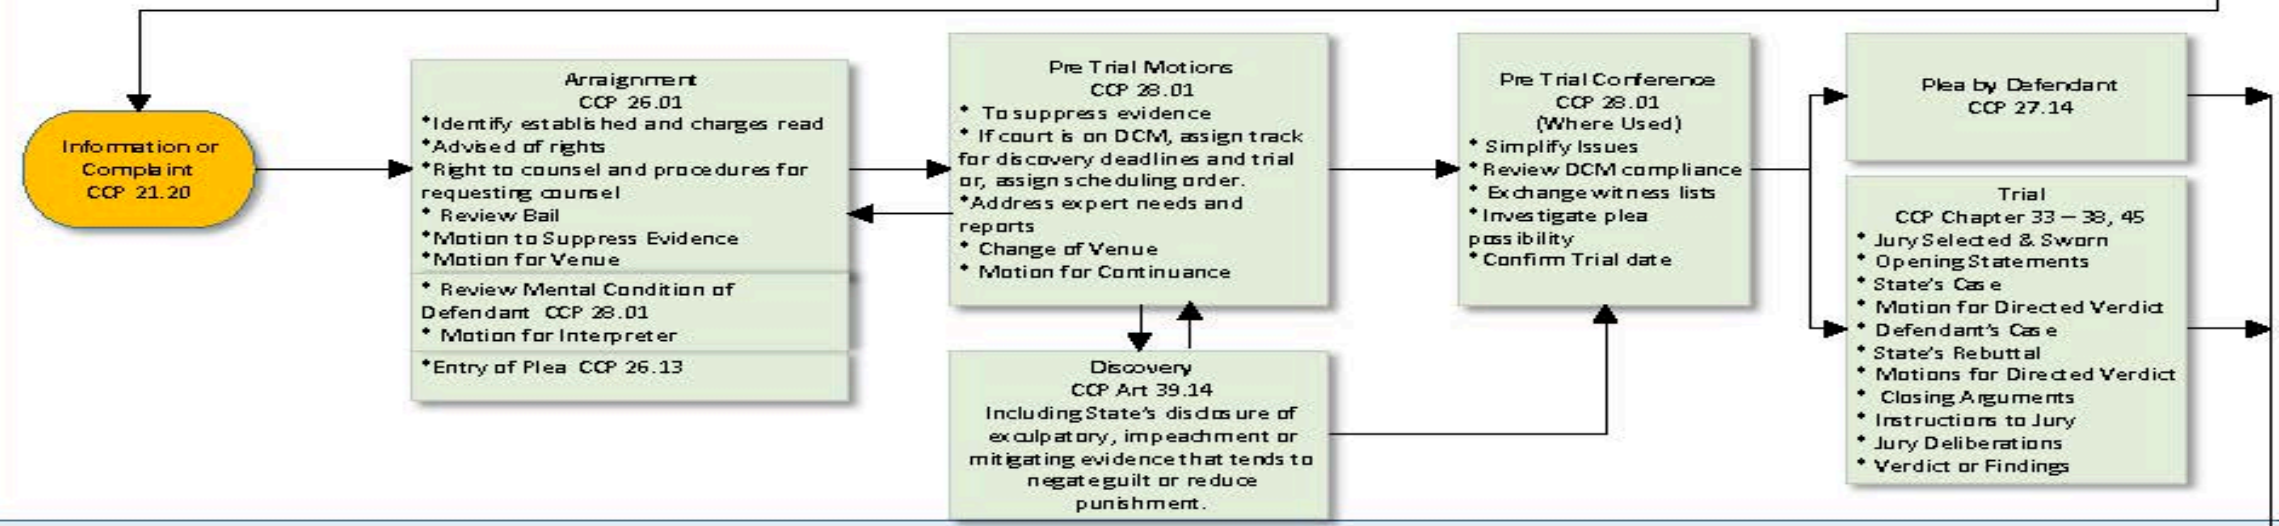 Information or
Complaint
CCP 21.20
Arraignment
CCP 26.01
*Identify established and charges read
*Advised of rights
*Right to counsel and procedures for
requesting counsel
* Review Bail
*Motion to Suppress Evidence
*Motion for Venue
* Review Mental Condition of
Defendant CCP 28.01
* Motion for Interpreter
*Entry of Plea CCP 26.13
Pre Trial Motions
CCP 28.01
* To suppress evidence
* If court is on DCM, assign track
for discovery deadlines and trial
or, assign scheduling order.
*Address expert needs and
reports
* Change of Venue
* Motion for Continuance
Discovery
CCP Art 39.14
Including State's disclosure of
exculpatory, impeachment or
mitigating evidence that tends to
negate guilt or reduce
punishment.
Pre Trial Conference
CCP 28.01
(Where Used)
* Simplify Issues
* Review DCM compliance
* Exchange witness lists
* Investigate plea
possibility
* Confirm Trial date
Plea by Defendant
CCP 27.14
Trial
CCP Chapter 33 – 38, 45
* Jury Selected & Sworn
* Opening Statements
* State's Case
* Motion for Directed Verdict
* Defendant's Case
* State's Rebuttal
* Motions for Directed Verdict
* Closing Arguments
* Instructions to Jury
* Jury Deliberations
* Verdict or Findings